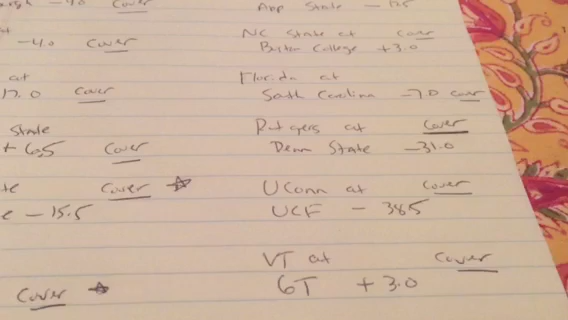 -4.0 Cover
App State -13.5
-4.0 Cover
NC State at Cover
Boston College +3.0
at
17.0 Cover
Florida at
South Carolina -7.0 cover
State
+6.5 Cover
Rutgers at Cover
Penn State -31.0
Cover
-15.5
UConn at Cover
UCF - 38.5
Cover
VT at Cover
GT +3.0